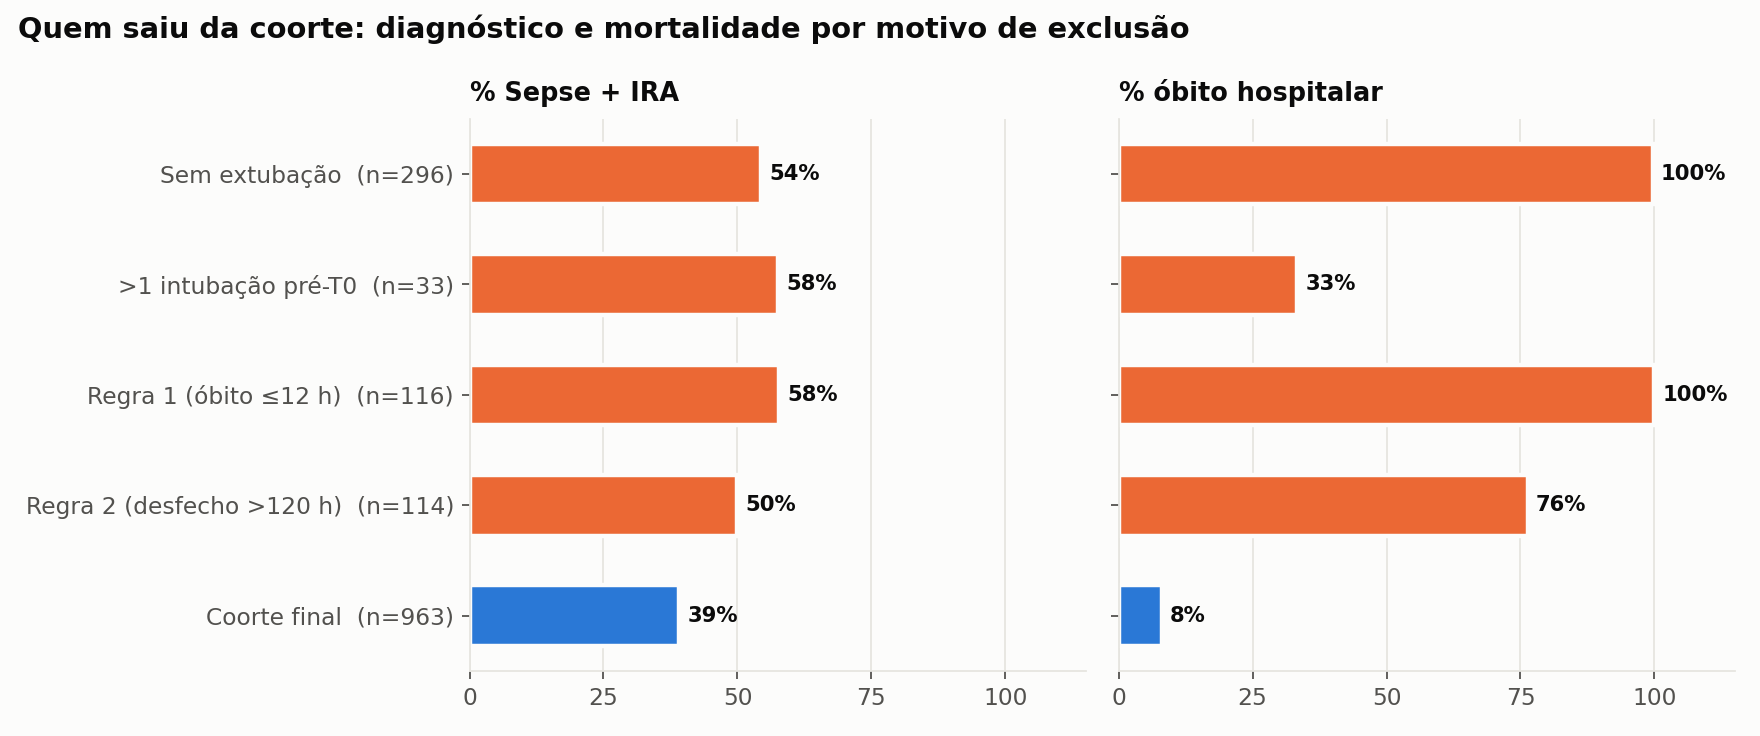 Quem saiu da coorte: diagnóstico e mortalidade por motivo de exclusão
% Sepse + IRA
% óbito hospitalar
Sem extubação (n=296)
54%
100%
>1 intubação pré-T0 (n=33)
58%
33%
Regra 1 (óbito ≤12 h) (n=116)
58%
100%
Regra 2 (desfecho >120 h) (n=114)
50%
76%
Coorte final (n=963)
39%
8%
0 25 50 75 100
0 25 50 75 100